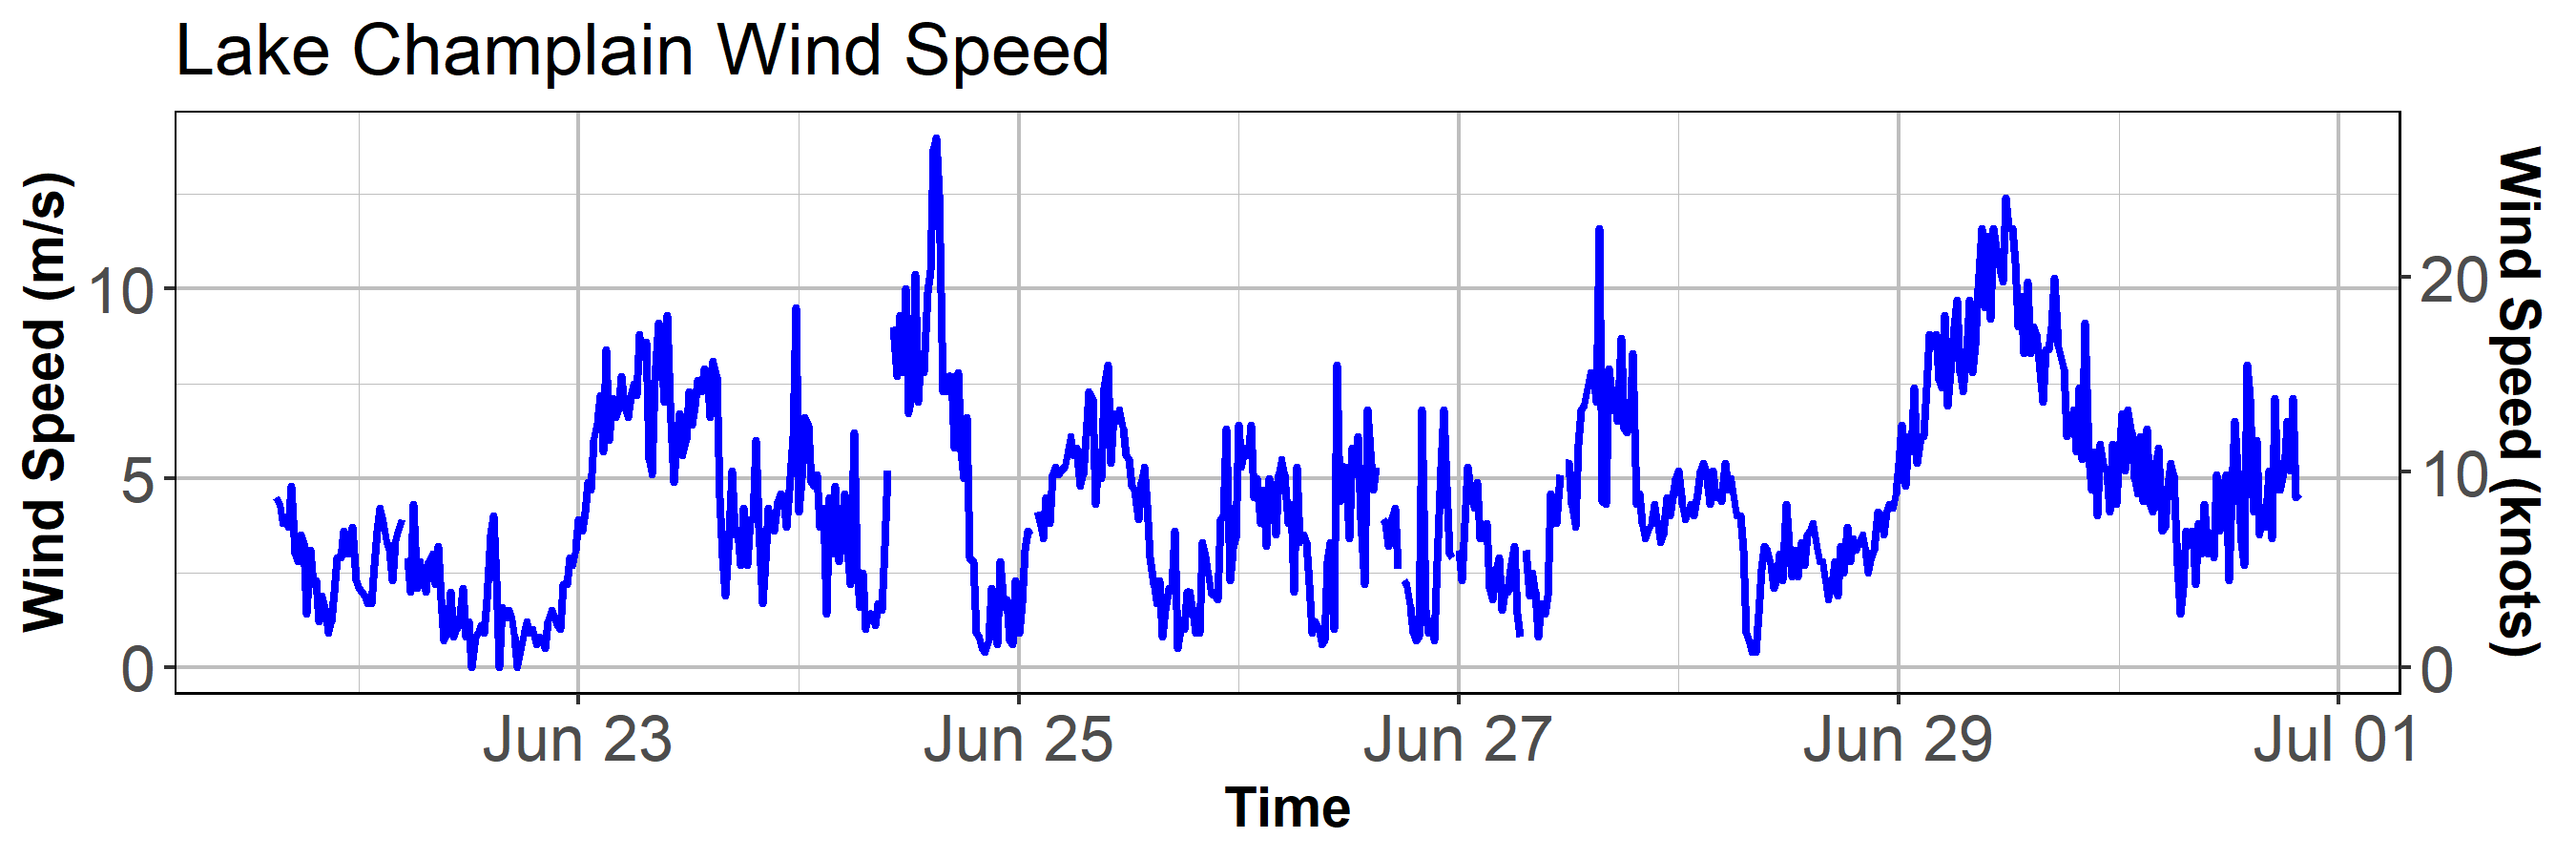 Lake Champlain Wind Speed
Wind Speed (m/s)
10
5
0
20
10
0
Wind Speed (knots)
Jun 23
Jun 25
Jun 27
Jun 29
Jul 01
Time